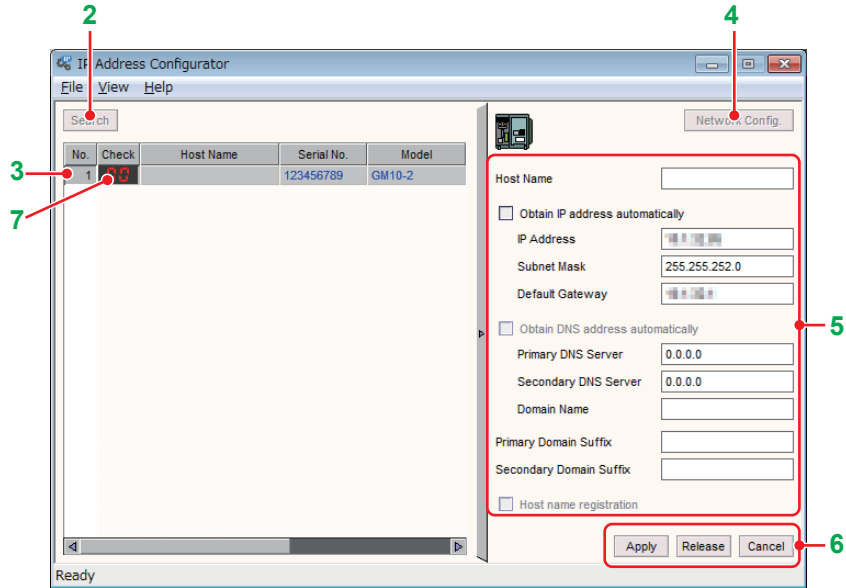 2
4
IP Address Configurator
File View Help
Search
Network Config.
No. Check Host Name Serial No. Model
3
1 123456789 GM10-2
7
Host Name
Obtain IP address automatically
IP Address
Subnet Mask 255.255.252.0
Default Gateway
5
Obtain DNS address automatically
Primary DNS Server 0.0.0.0
Secondary DNS Server 0.0.0.0
Domain Name
Primary Domain Suffix
Secondary Domain Suffix
Host name registration
Apply Release Cancel
6
Ready